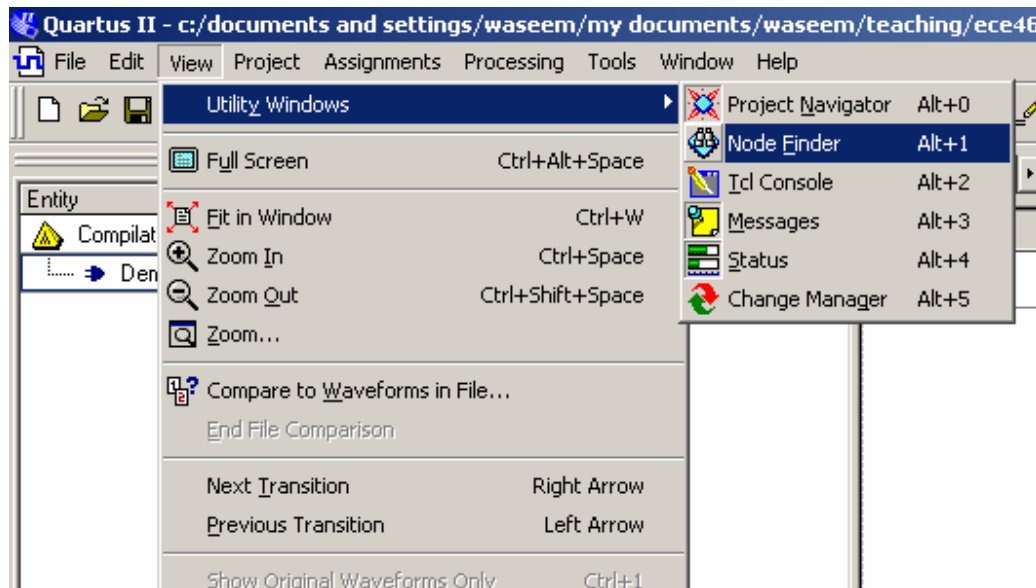 Quartus II - c:/documents and settings/waseem/my documents/waseem/teaching/ece46
File Edit View Project Assignments Processing Tools Window Help
Utility Windows
Project Navigator Alt+0
Node Finder Alt+1
Tcl Console Alt+2
Messages Alt+3
Status Alt+4
Change Manager Alt+5
Full Screen Ctrl+Alt+Space
Fit in Window Ctrl+W
Zoom In Ctrl+Space
Zoom Out Ctrl+Shift+Space
Zoom...
Compare to Waveforms in File...
End File Comparison
Next Transition Right Arrow
Previous Transition Left Arrow
Show Original Waveforms Only Ctrl+1
Entity
Compilat
Den